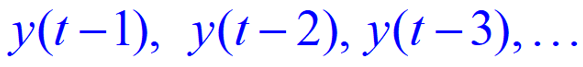 y(t−1), y(t−2), y(t−3),…